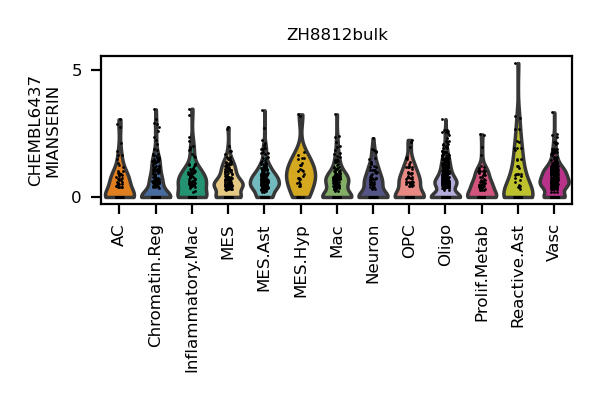 ZH8812bulk
CHEMBL6437
MIANSERIN
5
0
AC
Chromatin.Reg
Inflammatory.Mac
MES
MES.Ast
MES.Hyp
Mac
Neuron
OPC
Oligo
Prolif.Metab
Reactive.Ast
Vasc